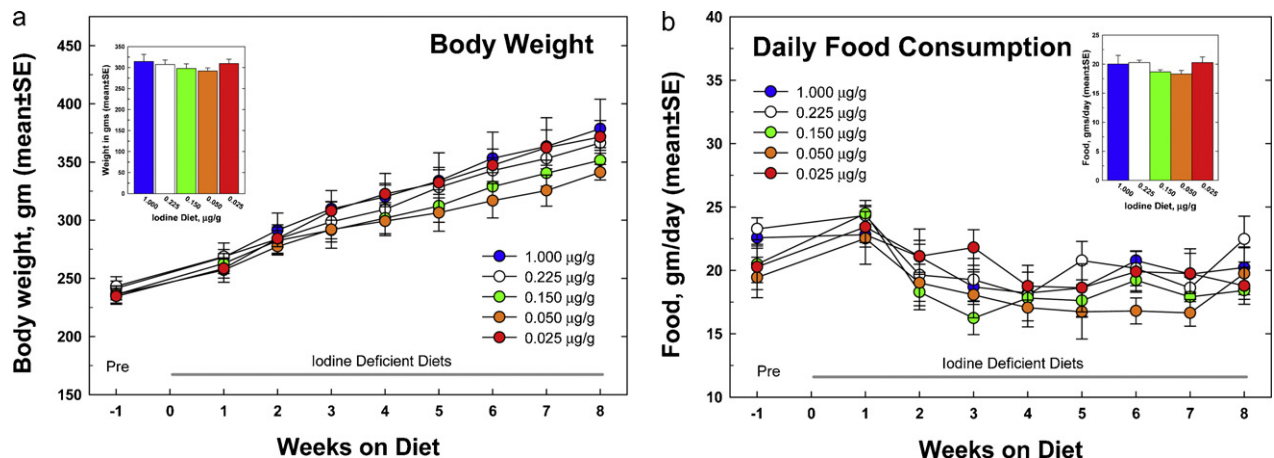 a
Body Weight
Body weight, gm (mean±SE)
450
400
350
300
250
200
150
Weight in gms (mean±SE)
350
300
250
200
150
100
50
0
1.000 0.225 0.150 0.050 0.025
Iodine Diet, µg/g
1.000 µg/g
0.225 µg/g
0.150 µg/g
0.050 µg/g
0.025 µg/g
Pre
Iodine Deficient Diets
-1 0 1 2 3 4 5 6 7 8
Weeks on Diet
b
Daily Food Consumption
Food, gm/day (mean±SE)
40
35
30
25
20
15
10
1.000 µg/g
0.225 µg/g
0.150 µg/g
0.050 µg/g
0.025 µg/g
Food, gms/day (mean±SE)
25
20
15
10
5
0
1.000 0.225 0.150 0.050 0.025
Iodine Diet, µg/g
Pre
Iodine Deficient Diets
-1 0 1 2 3 4 5 6 7 8
Weeks on Diet